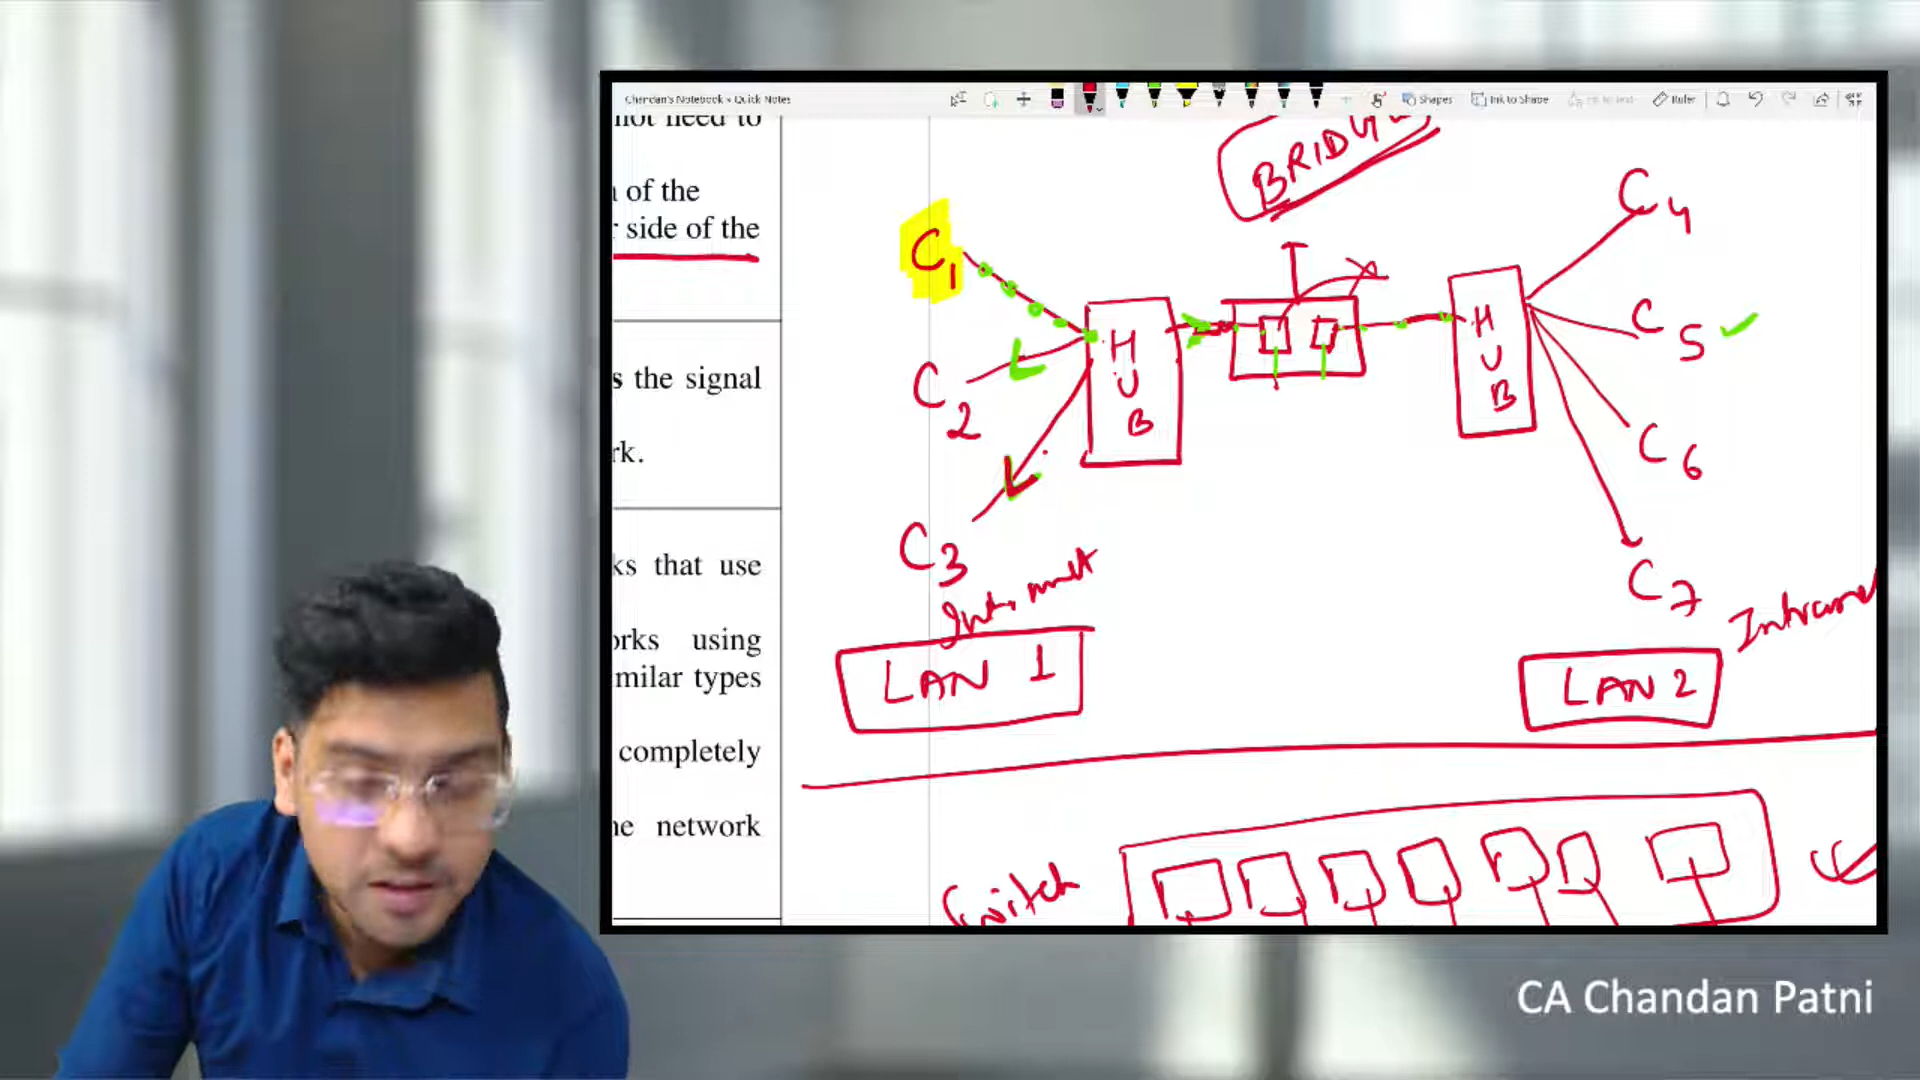 Chandan's Notebook » Quick Notes
Shapes
Ink to Shape
Ruler
not need to
of the
side of the
s the signal
rk.
ks that use
orks using
milar types
completely
ne network
C1
C2
C3
HUB
HUB
C4
C5
C6
C7
LAN 1
LAN 2
Switch
CA Chandan Patni